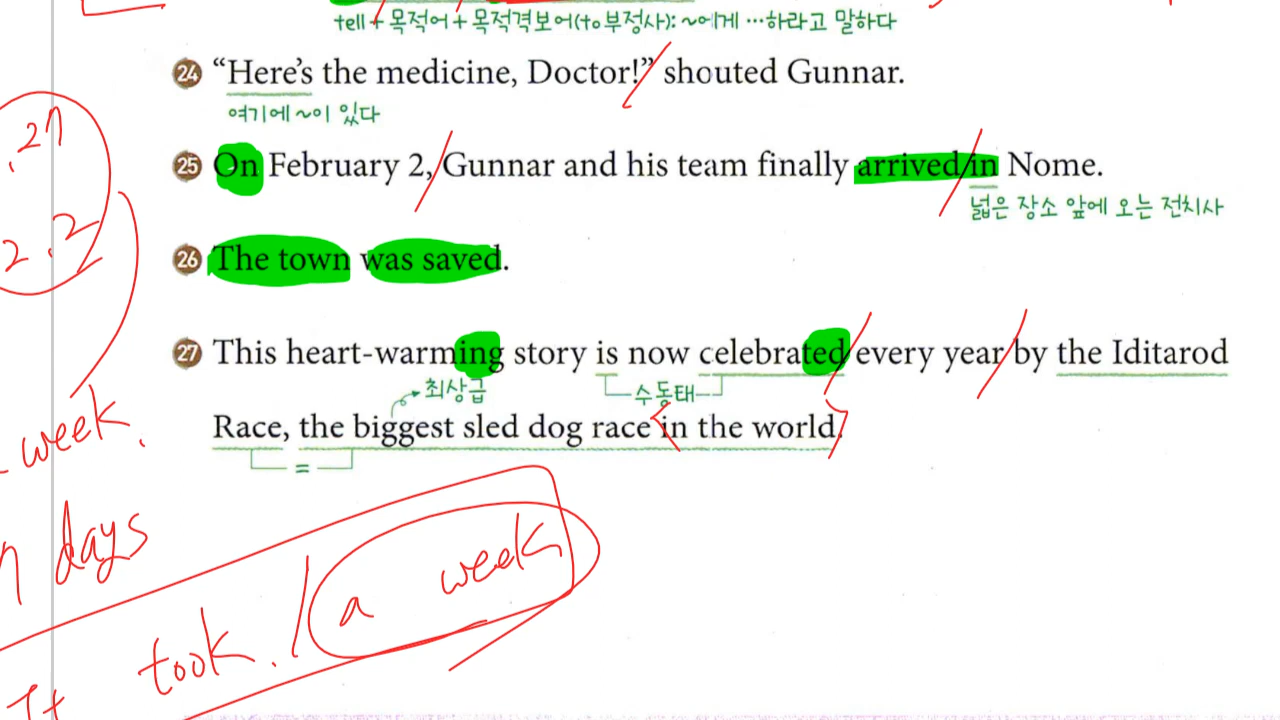 tell + 목적어 + 목적격보어(to부정사): ~에게 …하라고 말하다
24 “Here’s the medicine, Doctor!” shouted Gunnar.
여기에 ~이 있다
.27
25 On February 2, Gunnar and his team finally arrived in Nome.
넓은 장소 앞에 오는 전치사
2.2
26 The town was saved.
27 This heart-warming story is now celebrated every year by the Iditarod
최상급
수동태
Race, the biggest sled dog race in the world.
=
week.
days
It took. / a week